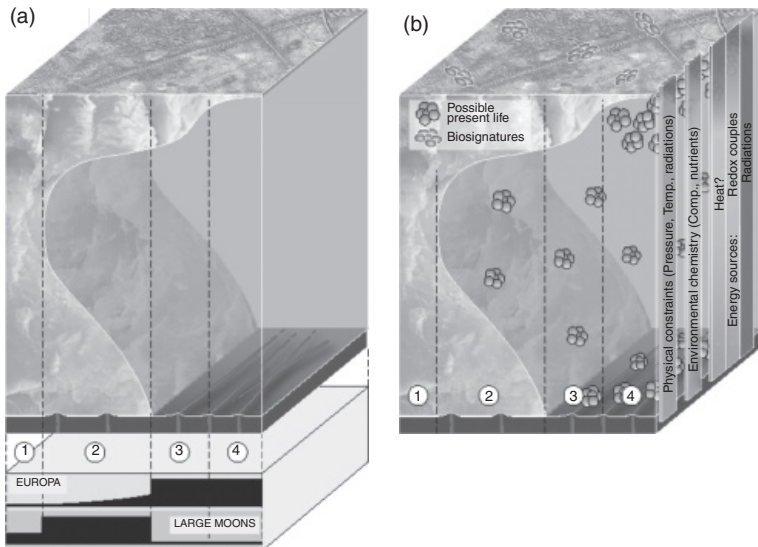 (a)
1
2
3
4
EUROPA
LARGE MOONS
(b)
Possible
present life
Biosignatures
1
2
3
4
Physical constraints (Pressure, Temp., radiations)
Environmental chemistry (Comp., nutrients)
Heat?
Energy sources: Redox couples
Radiations